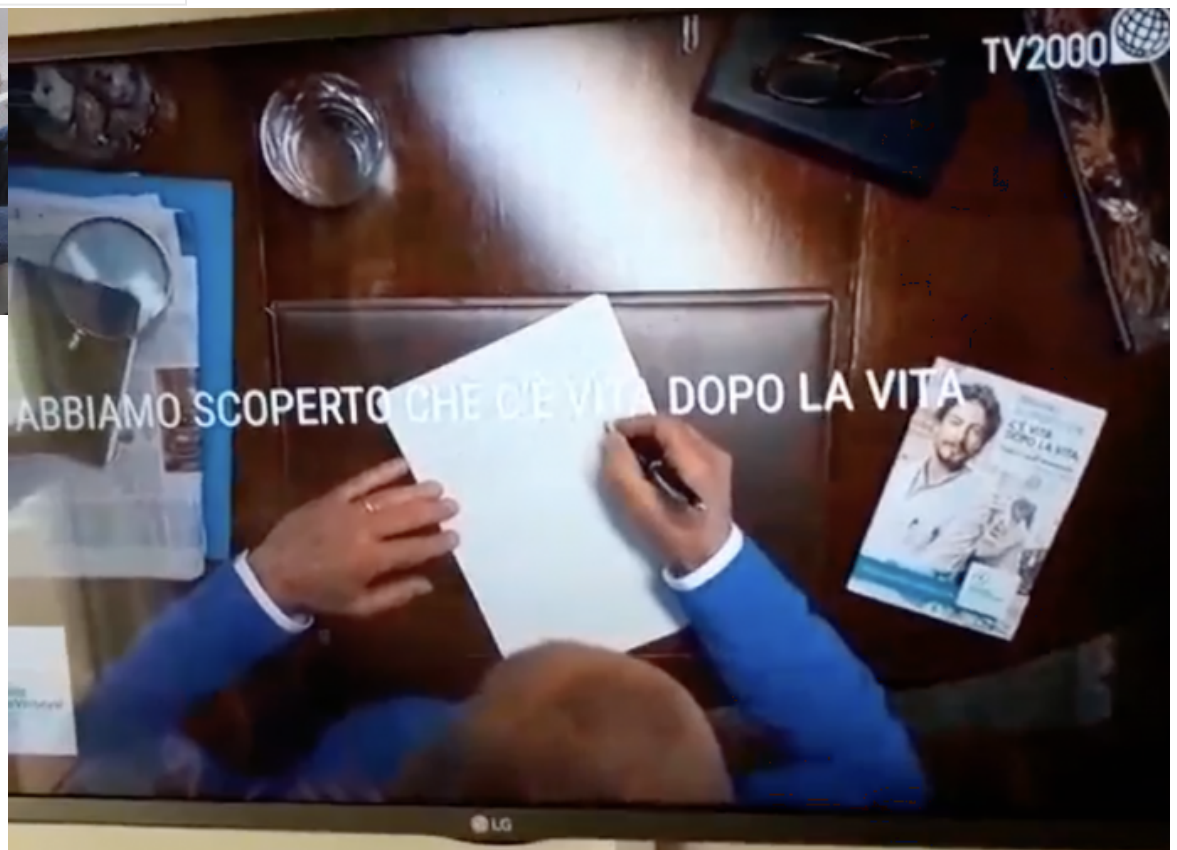 TV2000
ABBIAMO SCOPERTO CHE C'È VITA DOPO LA VITA
C'È VITA
DOPO LA VITA
LG